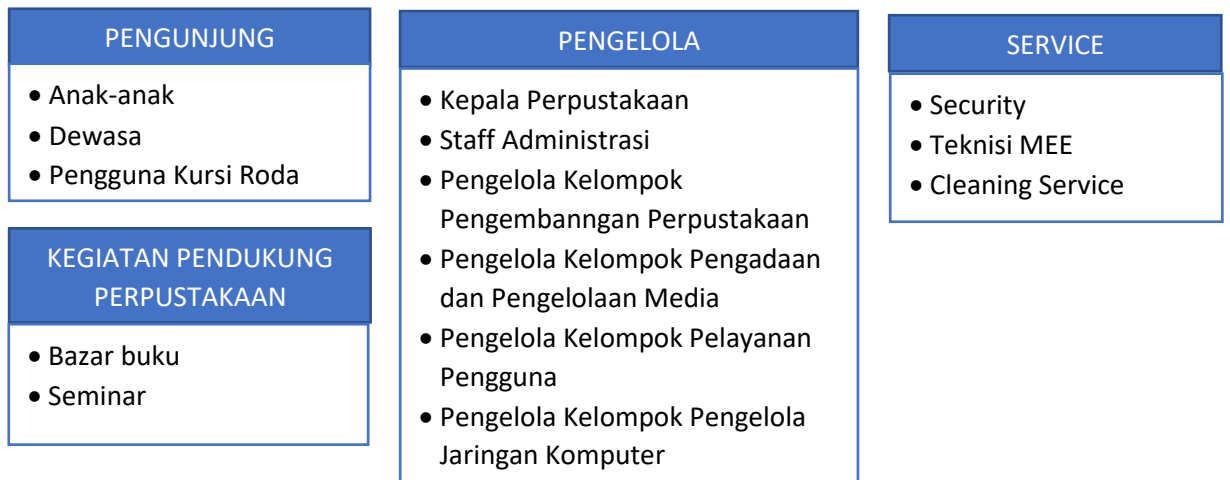 PENGUNJUNG
• Anak-anak
• Dewasa
• Pengguna Kursi Roda
KEGIATAN PENDUKUNG
PERPUSTAKAAN
• Bazar buku
• Seminar
PENGELOLA
• Kepala Perpustakaan
• Staff Administrasi
• Pengelola Kelompok
Pengembanngan Perpustakaan
• Pengelola Kelompok Pengadaan
dan Pengelolaan Media
• Pengelola Kelompok Pelayanan
Pengguna
• Pengelola Kelompok Pengelola
Jaringan Komputer
SERVICE
• Security
• Teknisi MEE
• Cleaning Service